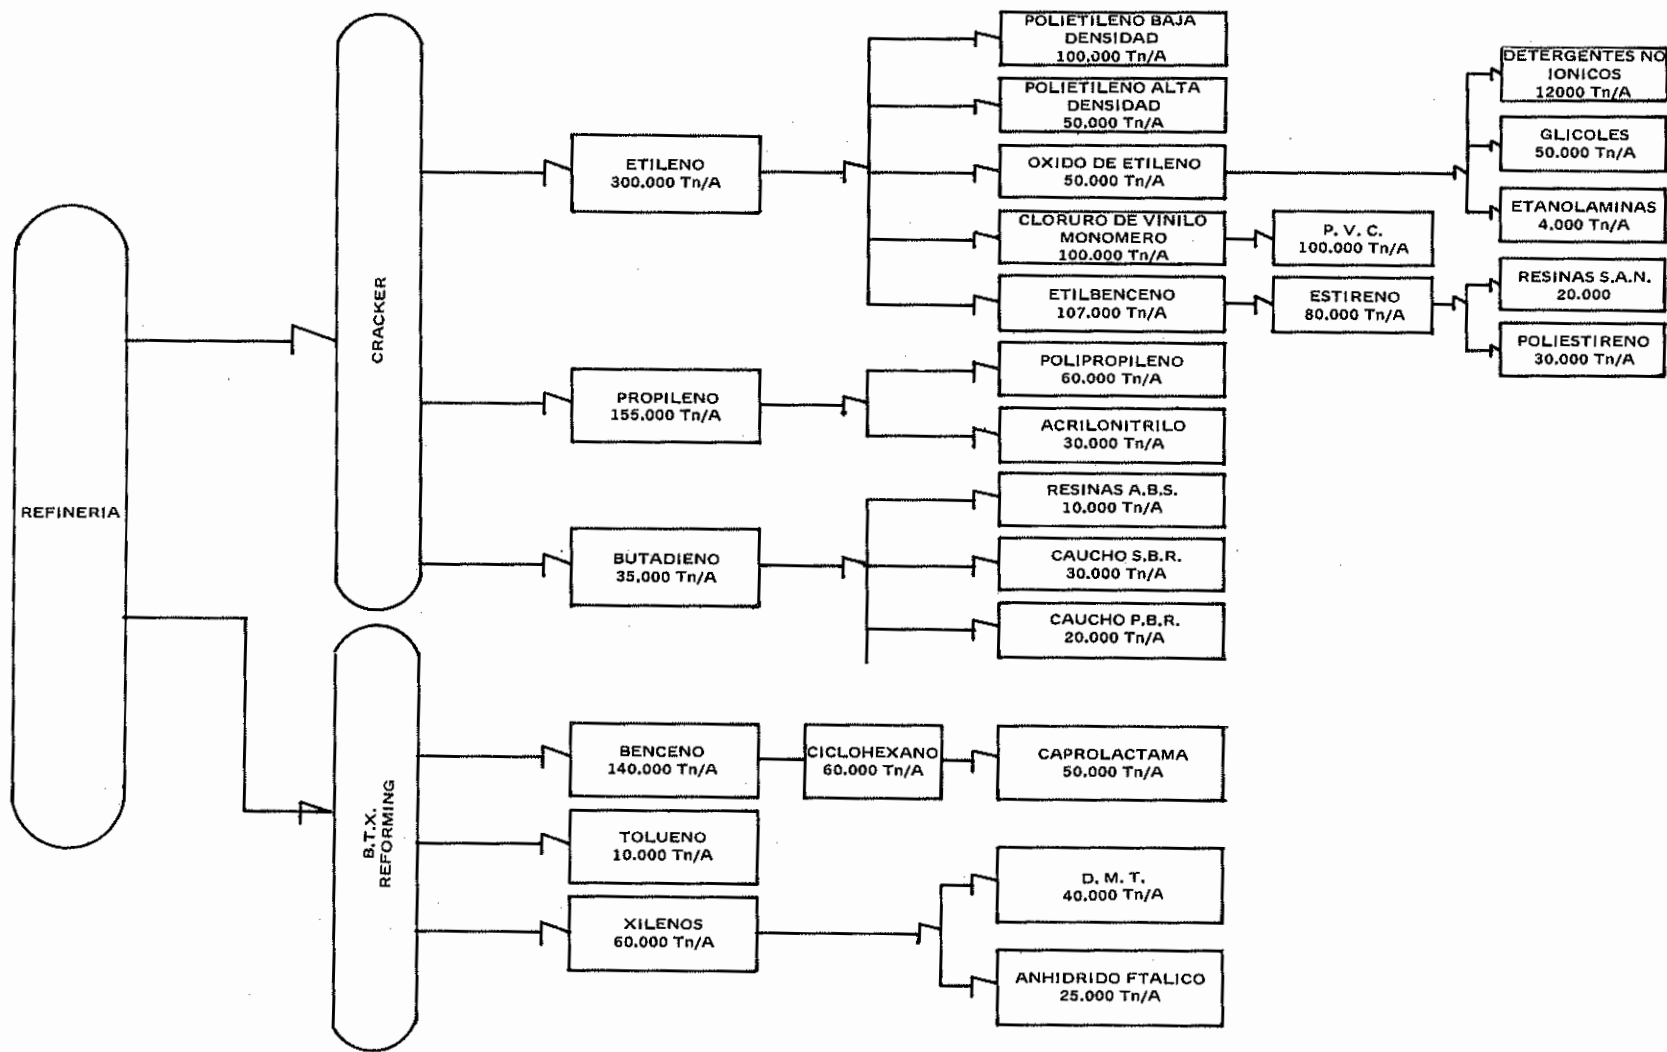 REFINERIA
CRACKER
B.T.X.
REFORMING
ETILENO
300.000 Tn/A
PROPILENO
155.000 Tn/A
BUTADIENO
35.000 Tn/A
BENCENO
140.000 Tn/A
TOLUENO
10.000 Tn/A
XILENOS
60.000 Tn/A
CICLOHEXANO
60.000 Tn/A
POLIETILENO BAJA
DENSIDAD
100.000 Tn/A
POLIETILENO ALTA
DENSIDAD
50.000 Tn/A
OXIDO DE ETILENO
50.000 Tn/A
CLORURO DE VINILO
MONOMERO
100.000 Tn/A
ETILBENCENO
107.000 Tn/A
POLIPROPILENO
60.000 Tn/A
ACRILONITRILO
30.000 Tn/A
RESINAS A.B.S.
10.000 Tn/A
CAUCHO S.B.R.
30.000 Tn/A
CAUCHO P.B.R.
20.000 Tn/A
CAPROLACTAMA
50.000 Tn/A
D. M. T.
40.000 Tn/A
ANHIDRIDO FTALICO
25.000 Tn/A
P. V. C.
100.000 Tn/A
ESTIRENO
80.000 Tn/A
DETERGENTES NO
IONICOS
12000 Tn/A
GLICOLES
50.000 Tn/A
ETANOLAMINAS
4.000 Tn/A
RESINAS S.A.N.
20.000
POLIESTIRENO
30.000 Tn/A